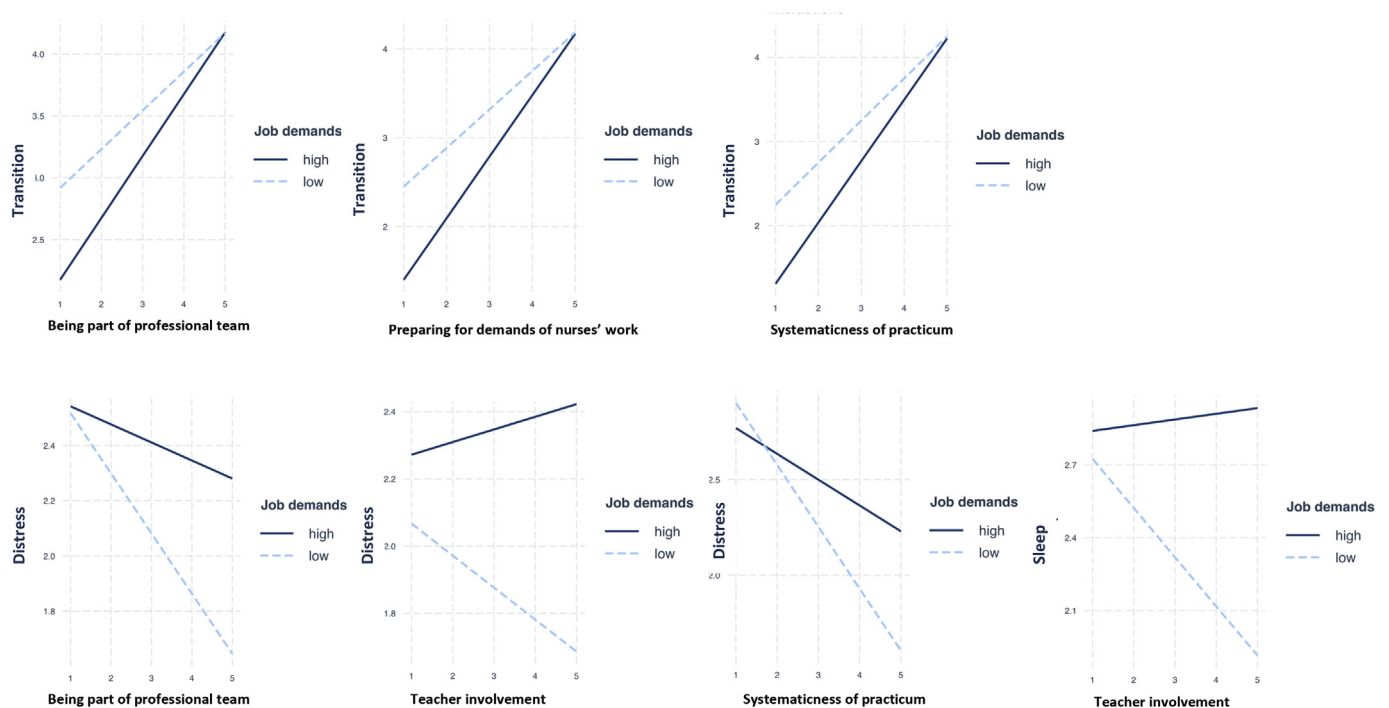 4.0
3.5
3.0
2.5
Transition
1 2 3 4 5
Being part of professional team
Job demands
high
low
4
3
2
Transition
1 2 3 4 5
Preparing for demands of nurses' work
Job demands
high
low
4
3
2
Transition
1 2 3 4 5
Systematicness of practicum
Job demands
high
low
2.4
2.2
2.0
1.8
Distress
1 2 3 4 5
Being part of professional team
Job demands
high
low
2.4
2.2
2.0
1.8
Distress
1 2 3 4 5
Teacher involvement
Job demands
high
low
2.5
2.0
Distress
1 2 3 4 5
Systematicness of practicum
Job demands
high
low
2.7
2.4
2.1
Sleep
1 2 3 4 5
Teacher involvement
Job demands
high
low